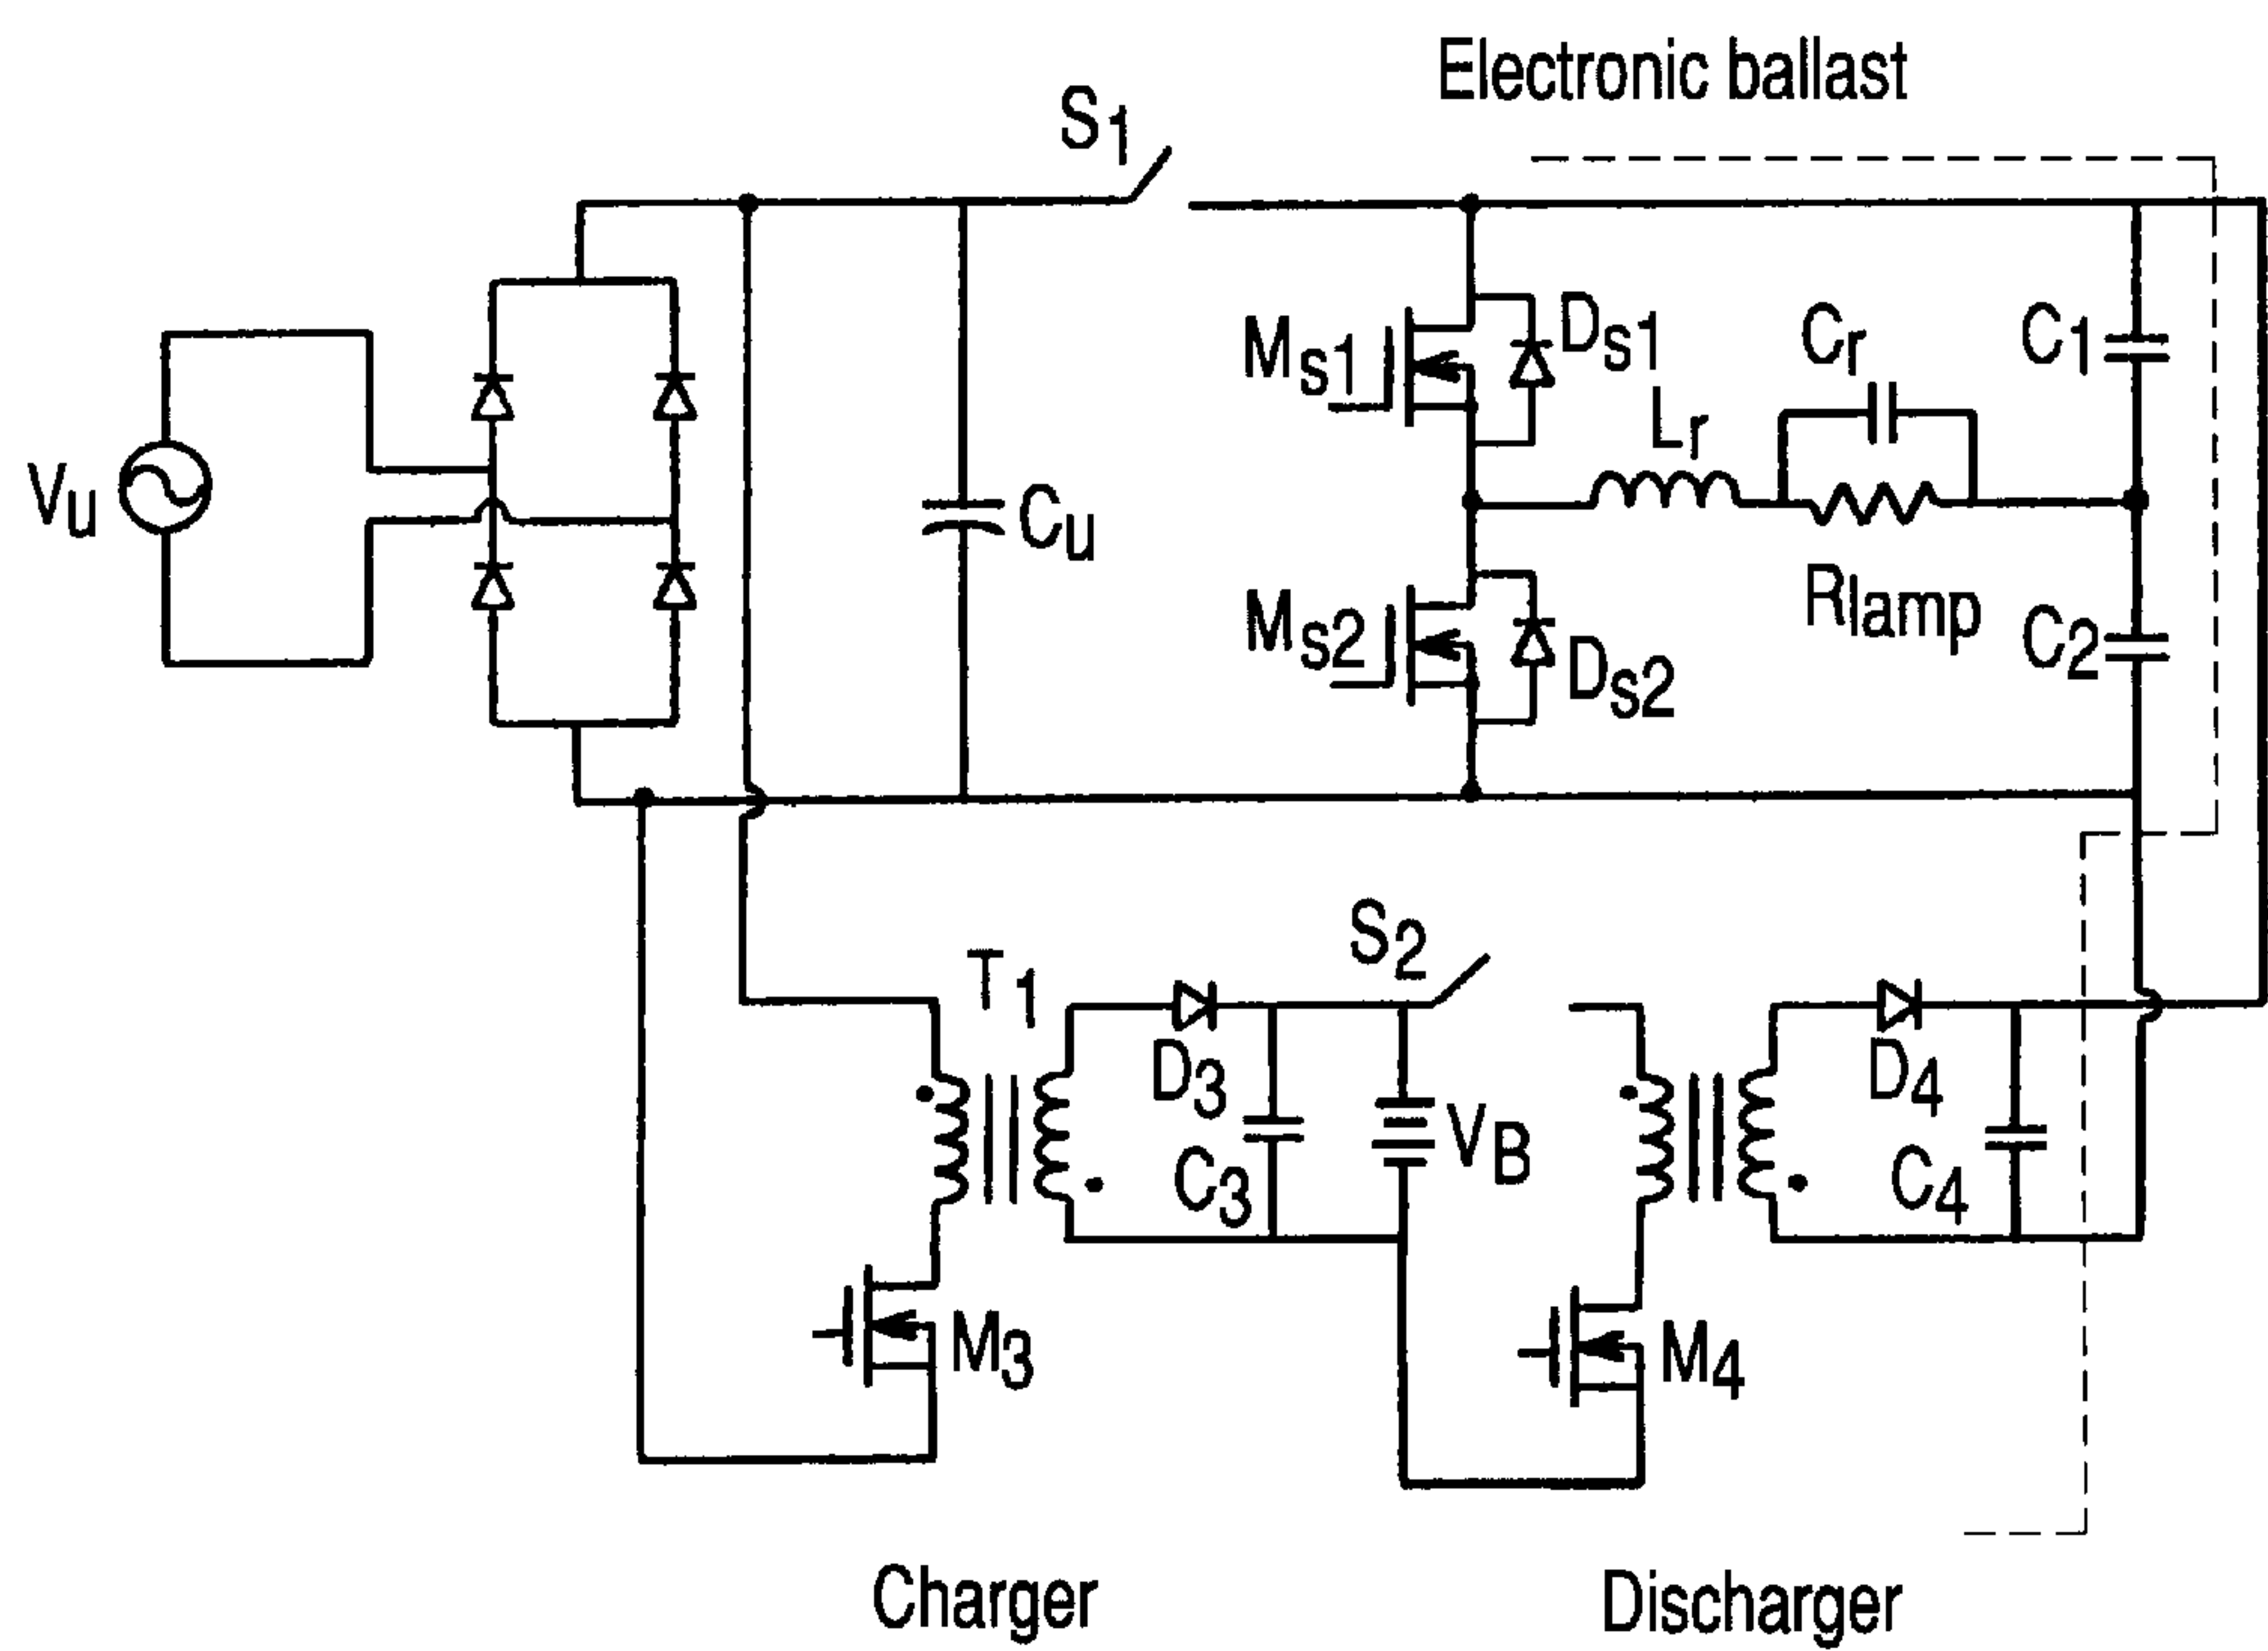 Electronic ballast
S1
Ms1
Ds1
Cr
C1
Lr
Vu
Cu
Rlamp
Ms2
Ds2
C2
S2
T1
D3
VB
D4
C3
C4
M3
M4
Charger
Discharger